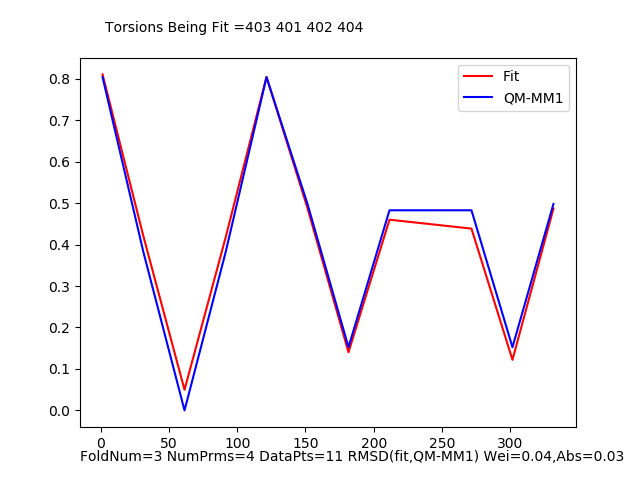 Torsions Being Fit =403 401 402 404
Fit
QM-MM1
0.8
0.7
0.6
0.5
0.4
0.3
0.2
0.1
0.0
0 50 100 150 200 250 300
FoldNum=3 NumPrms=4 DataPts=11 RMSD(fit,QM-MM1) Wei=0.04,Abs=0.03